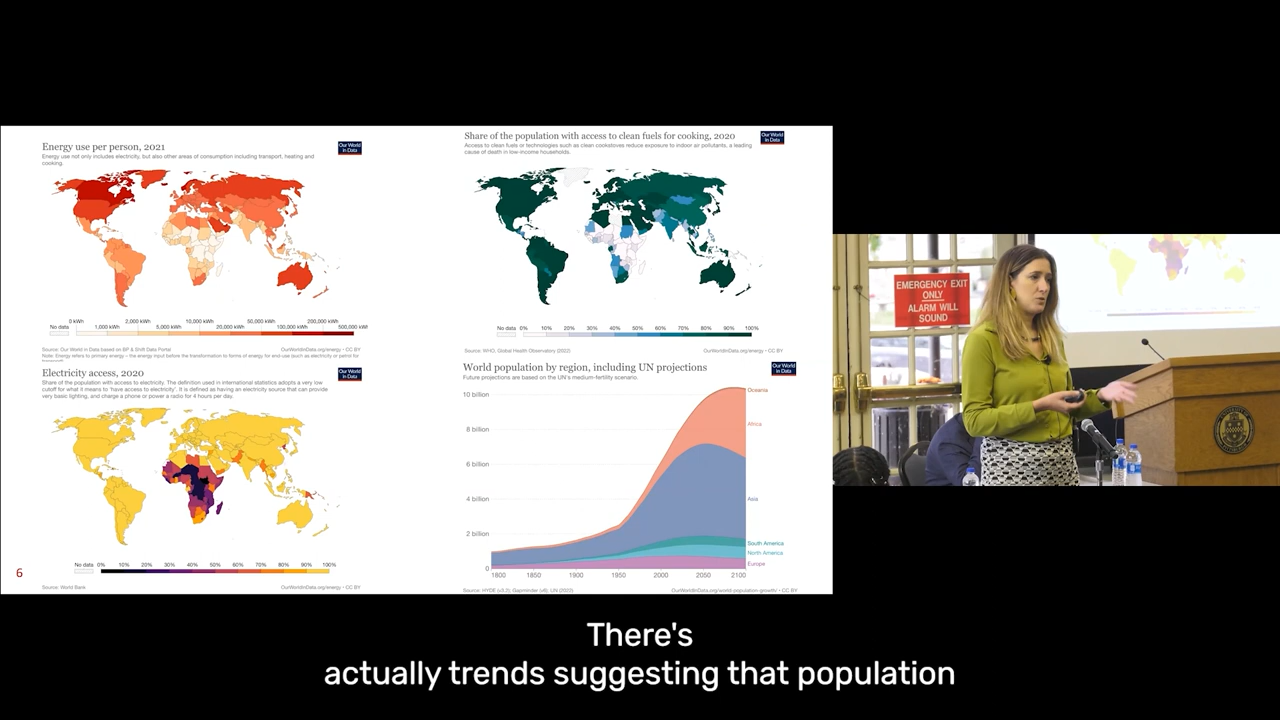 Energy use per person, 2021
Our World
in Data
Energy use not only includes electricity, but also other areas of consumption including transport, heating and
cooking.
0 kWh
2,000 kWh
10,000 kWh
50,000 kWh
200,000 kWh
No data
1,000 kWh
5,000 kWh
20,000 kWh
100,000 kWh
500,000 kWh
Source: Our World in Data based on BP & Shift Data Portal
OurWorldInData.org/energy • CC BY
Note: Energy refers to primary energy – the energy input before the transformation to forms of energy for end-use (such as electricity or petrol for
Share of the population with access to clean fuels for cooking, 2020
Our World
in Data
Access to clean fuels or technologies such as clean cookstoves reduce exposure to indoor air pollutants, a leading
cause of death in low-income households.
No data 0% 10% 20% 30% 40% 50% 60% 70% 80% 90% 100%
Source: WHO, Global Health Observatory (2022)
OurWorldInData.org/energy • CC BY
Electricity access, 2020
Our World
in Data
Share of the population with access to electricity. The definition used in international statistics adopts a very low
cutoff for what it means to 'have access to electricity'. It is defined as having an electricity source that can provide
very basic lighting, and charge a phone or power a radio for 4 hours per day.
No data 0% 10% 20% 30% 40% 50% 60% 70% 80% 90% 100%
Source: World Bank
OurWorldInData.org/energy • CC BY
6
World population by region, including UN projections
Our World
in Data
Future projections are based on the UN's medium-fertility scenario.
10 billion
8 billion
6 billion
4 billion
2 billion
0
Oceania
Africa
Asia
South America
North America
Europe
1800 1850 1900 1950 2000 2050 2100
Source: HYDE (v3.2); Gapminder (v6); UN (2022)
OurWorldInData.org/world-population-growth/ • CC BY
EMERGENCY EXIT
ONLY
ALARM WILL
SOUND
There's
actually trends suggesting that population